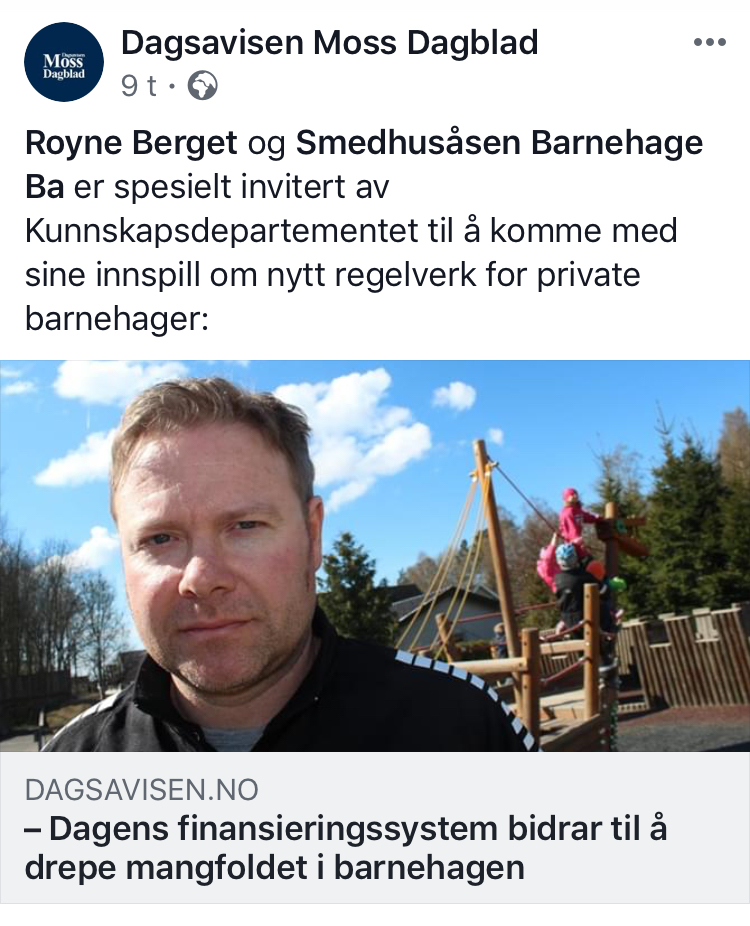 Dagsavisen
Moss
Dagblad
Dagsavisen Moss Dagblad
9 t ·
Royne Berget og Smedhusåsen Barnehage
Ba er spesielt invitert av
Kunnskapsdepartementet til å komme med
sine innspill om nytt regelverk for private
barnehager:
DAGSAVISEN.NO
– Dagens finansieringssystem bidrar til å
drepe mangfoldet i barnehagen